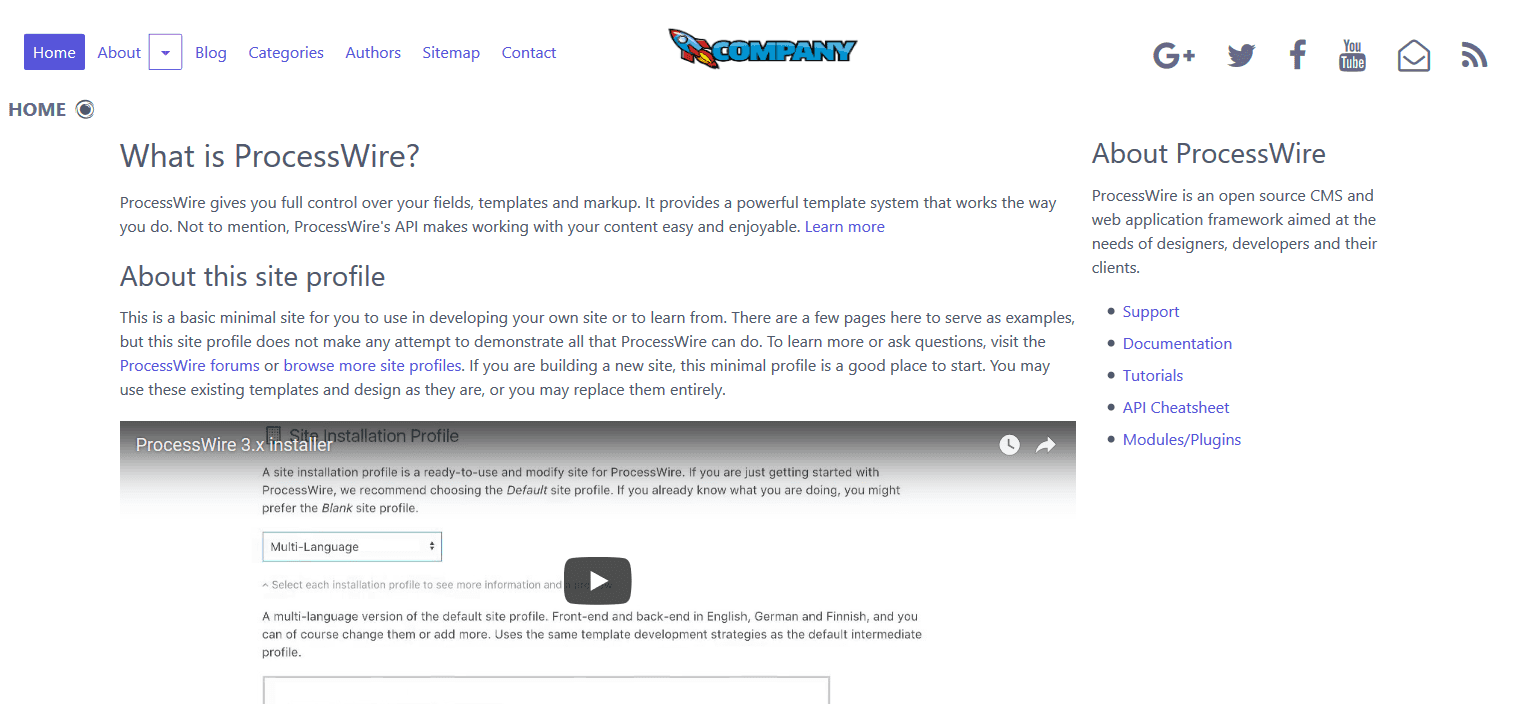 Home About Blog Categories Authors Sitemap Contact
COMPANY
G+ You Tube
HOME
What is ProcessWire?
ProcessWire gives you full control over your fields, templates and markup. It provides a powerful template system that works the way
you do. Not to mention, ProcessWire's API makes working with your content easy and enjoyable. Learn more
About this site profile
This is a basic minimal site for you to use in developing your own site or to learn from. There are a few pages here to serve as examples,
but this site profile does not make any attempt to demonstrate all that ProcessWire can do. To learn more or ask questions, visit the
ProcessWire forums or browse more site profiles. If you are building a new site, this minimal profile is a good place to start. You may
use these existing templates and design as they are, or you may replace them entirely.
Site Installation Profile
ProcessWire 3.x installer
A site installation profile is a ready-to-use and modify site for ProcessWire. If you are just getting started with
ProcessWire, we recommend choosing the Default site profile. If you already know what you are doing, you might
prefer the Blank site profile.
Multi-Language
Select each installation profile to see more information and a
A multi-language version of the default site profile. Front-end and back-end in English, German and Finnish, and you
can of course change them or add more. Uses the same template development strategies as the default intermediate
profile.
About ProcessWire
ProcessWire is an open source CMS and
web application framework aimed at the
needs of designers, developers and their
clients.
Support
Documentation
Tutorials
API Cheatsheet
Modules/Plugins